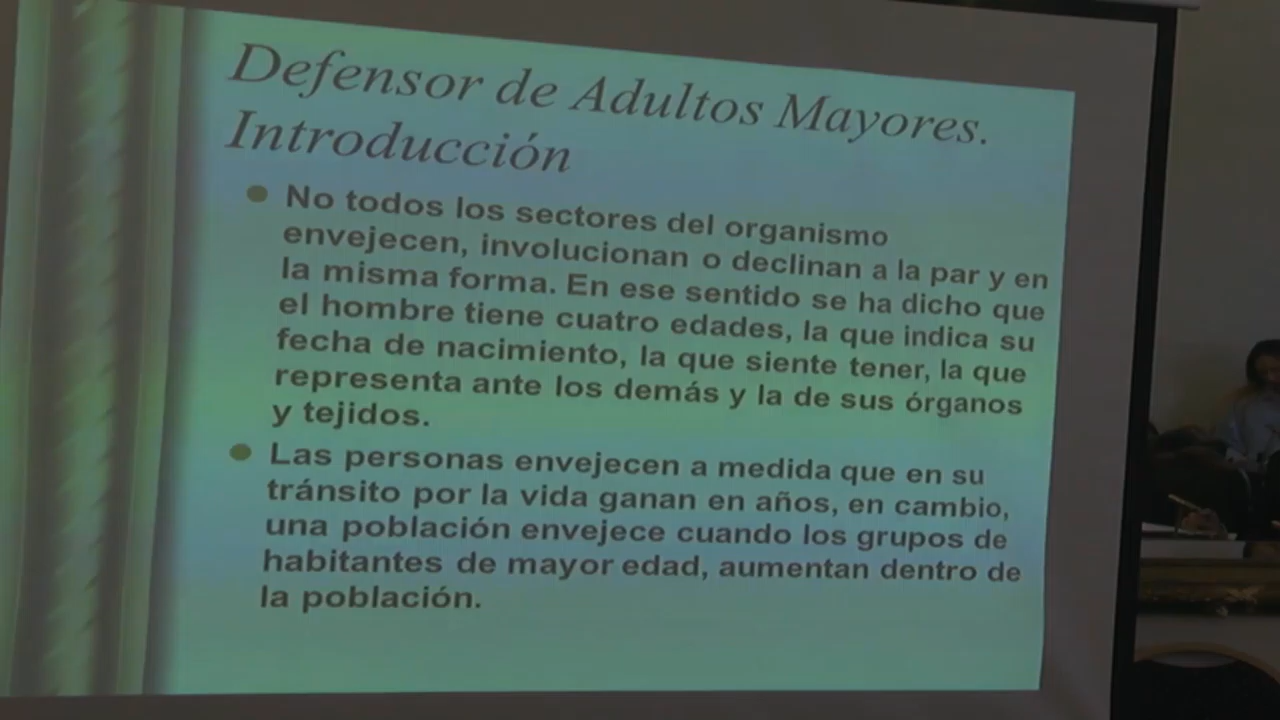 Defensor de Adultos Mayores.
Introducción
No todos los sectores del organismo
envejecen, involucionan o declinan a la par y en
la misma forma. En ese sentido se ha dicho que
el hombre tiene cuatro edades, la que indica su
fecha de nacimiento, la que siente tener, la que
representa ante los demás y la de sus órganos
y tejidos.
Las personas envejecen a medida que en su
tránsito por la vida ganan en años, en cambio,
una población envejece cuando los grupos de
habitantes de mayor edad, aumentan dentro de
la población.